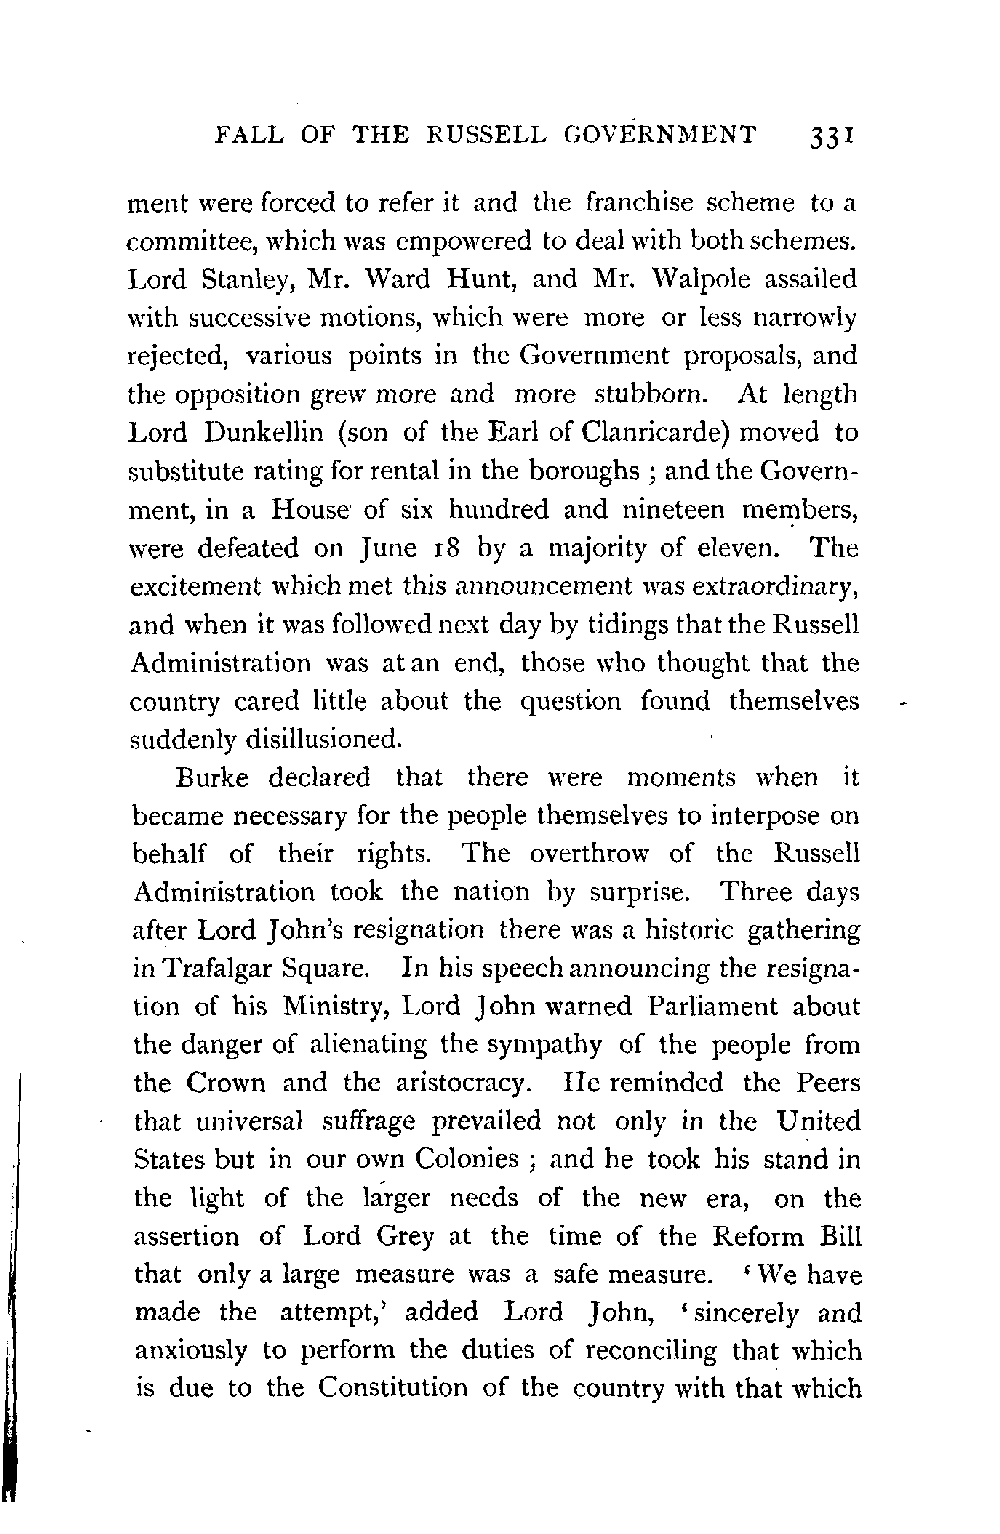 FALL OF THE RUSSELL GOVERNMENT 331
ment were forced to refer it and the franchise scheme to a
committee, which was empowered to deal with both schemes.
Lord Stanley, Mr. Ward Hunt, and Mr. Walpole assailed
with successive motions, which were more or less narrowly
rejected, various points in the Government proposals, and
the opposition grew more and more stubborn. At length
Lord Dunkellin (son of the Earl of Clanricarde) moved to
substitute rating for rental in the boroughs ; and the Govern-
ment, in a House of six hundred and nineteen members,
were defeated on June 18 by a majority of eleven. The
excitement which met this announcement was extraordinary,
and when it was followed next day by tidings that the Russell
Administration was at an end, those who thought that the
country cared little about the question found themselves
suddenly disillusioned.
Burke declared that there were moments when it
became necessary for the people themselves to interpose on
behalf of their rights. The overthrow of the Russell
Administration took the nation by surprise. Three days
after Lord John's resignation there was a historic gathering
in Trafalgar Square. In his speech announcing the resigna-
tion of his Ministry, Lord John warned Parliament about
the danger of alienating the sympathy of the people from
the Crown and the aristocracy. He reminded the Peers
that universal suffrage prevailed not only in the United
States but in our own Colonies ; and he took his stand in
the light of the larger needs of the new era, on the
assertion of Lord Grey at the time of the Reform Bill
that only a large measure was a safe measure. ‘We have
made the attempt,’ added Lord John, ‘sincerely and
anxiously to perform the duties of reconciling that which
is due to the Constitution of the country with that which